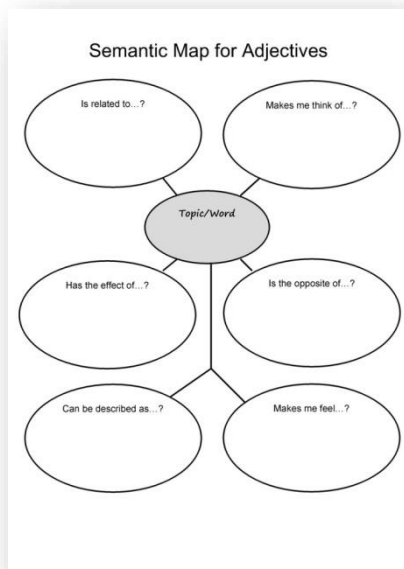 Semantic Map for Adjectives
Is related to...?
Makes me think of...?
Topic/Word
Has the effect of...?
Is the opposite of...?
Can be described as...?
Makes me feel...?